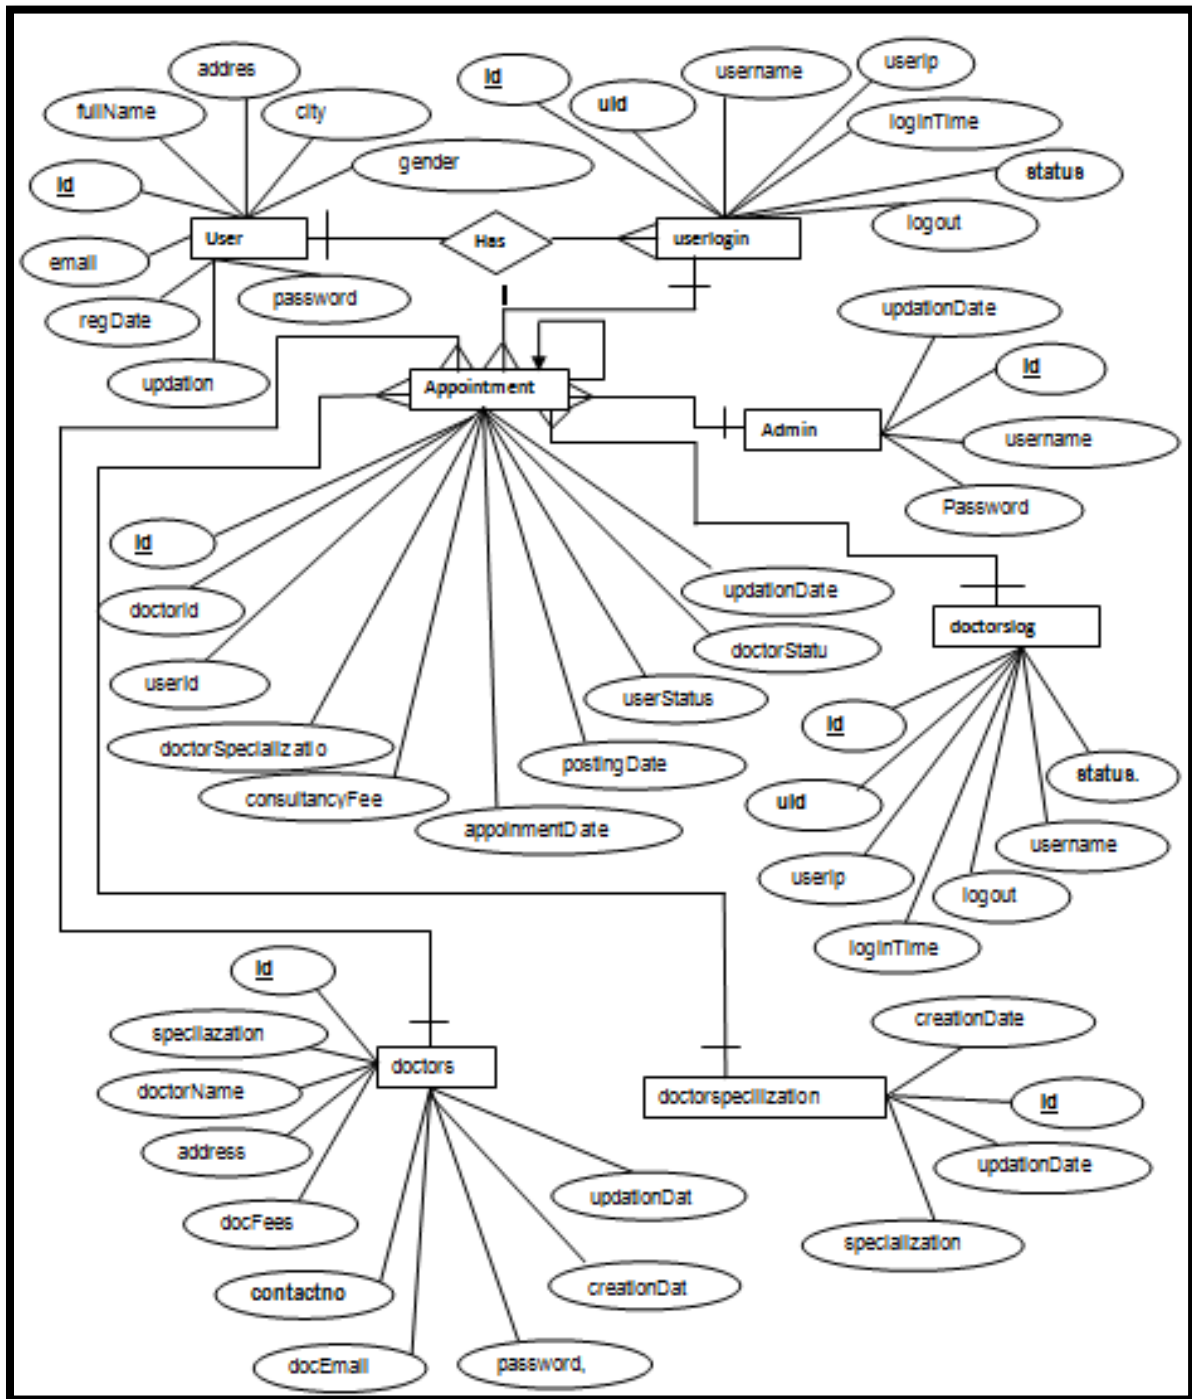 addres
fullName
city
id
gender
User
email
regDate
password
updation
Has
id
uid
username
userip
loginTime
status
logout
userlogin
Appointment
updationDate
id
username
Password
Admin
id
doctorId
userId
doctorSpecializatio
consultancyFee
appoinmentDate
postingDate
userStatus
doctorStatu
updationDate
doctorslog
id
uid
userip
loginTime
logout
username
status.
id
specilazation
doctorName
address
docFees
contactno
docEmail
password,
creationDat
updationDat
doctors
doctorspecilization
creationDate
id
updationDate
specialization